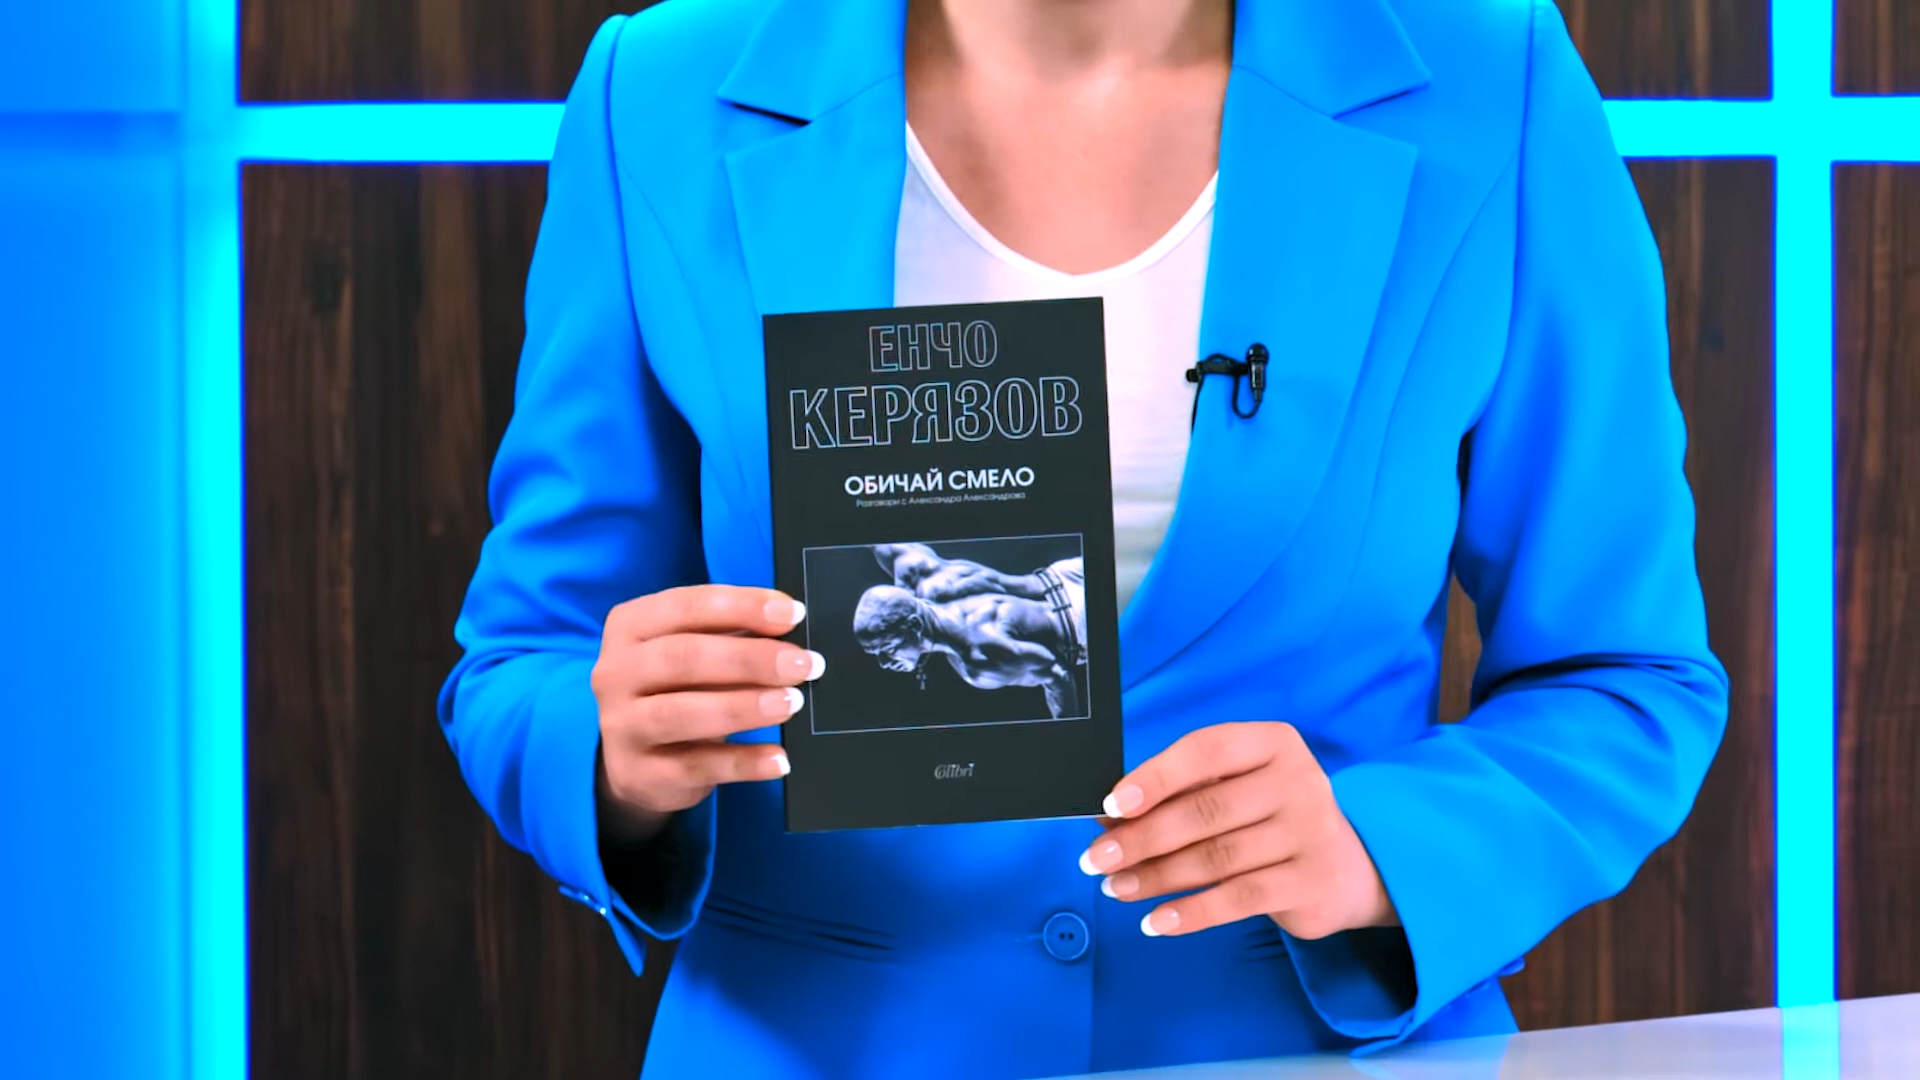 ЕНЧО
КЕРЯЗОВ
ОБИЧАЙ СМЕЛО
Разговори с Александра Александрова
Colibri